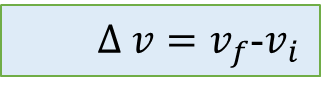 Δ v = v_f-v_i